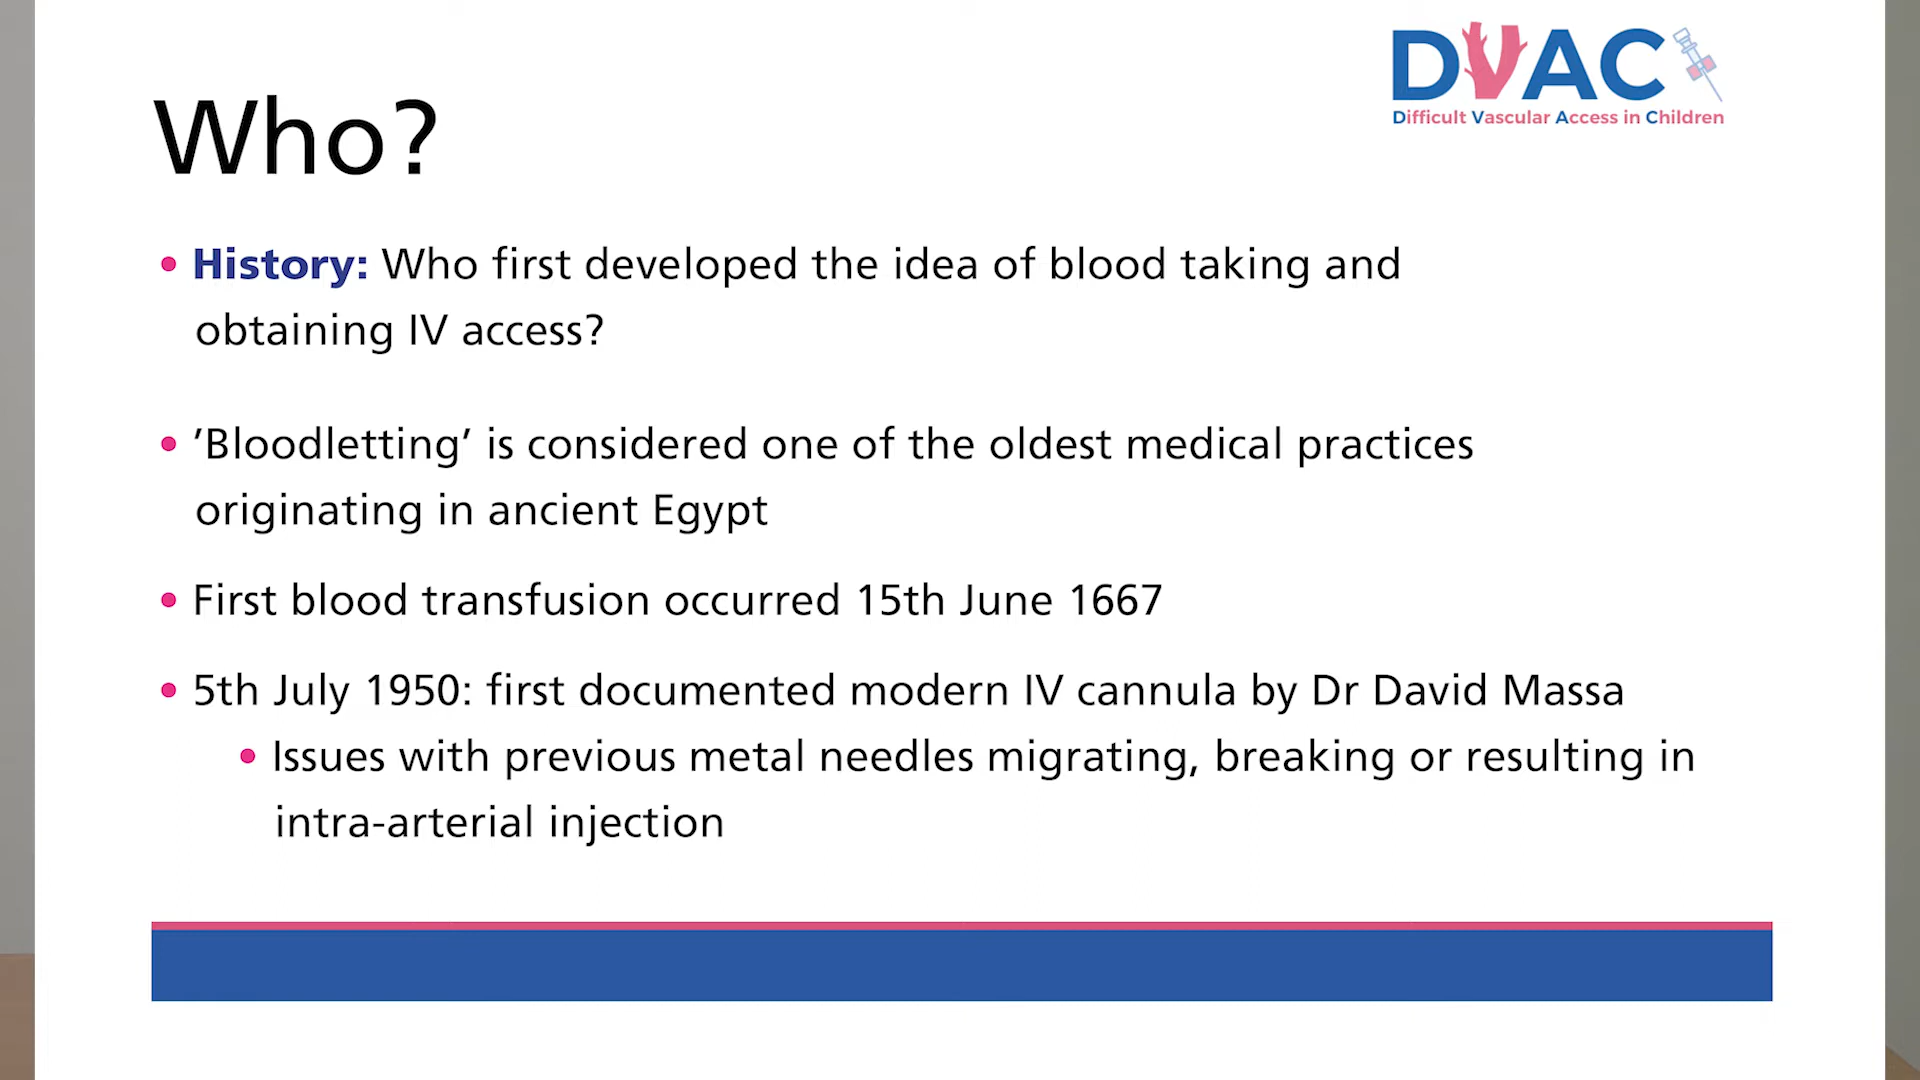 DVAC
Difficult Vascular Access in Children
Who?
• History: Who first developed the idea of blood taking and
obtaining IV access?
• ’Bloodletting’ is considered one of the oldest medical practices
originating in ancient Egypt
• First blood transfusion occurred 15th June 1667
• 5th July 1950: first documented modern IV cannula by Dr David Massa
• Issues with previous metal needles migrating, breaking or resulting in
intra-arterial injection